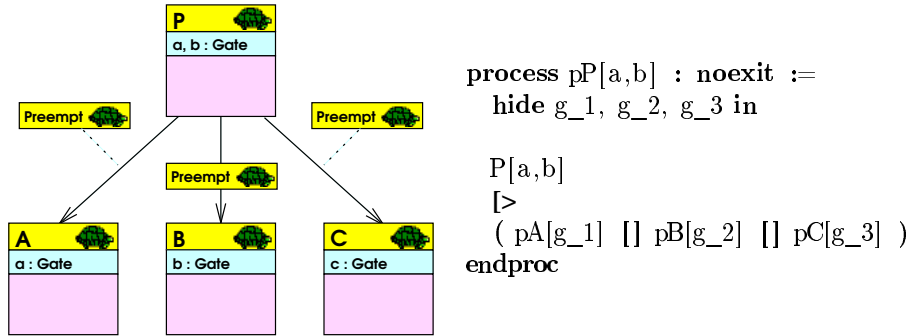 P
a, b : Gate
Preempt
Preempt
Preempt
A
a : Gate
B
b : Gate
C
c : Gate
process pP[a,b] : noexit :=
hide g_1, g_2, g_3 in
P[a,b]
[>
( pA[g_1] [] pB[g_2] [] pC[g_3] )
endproc